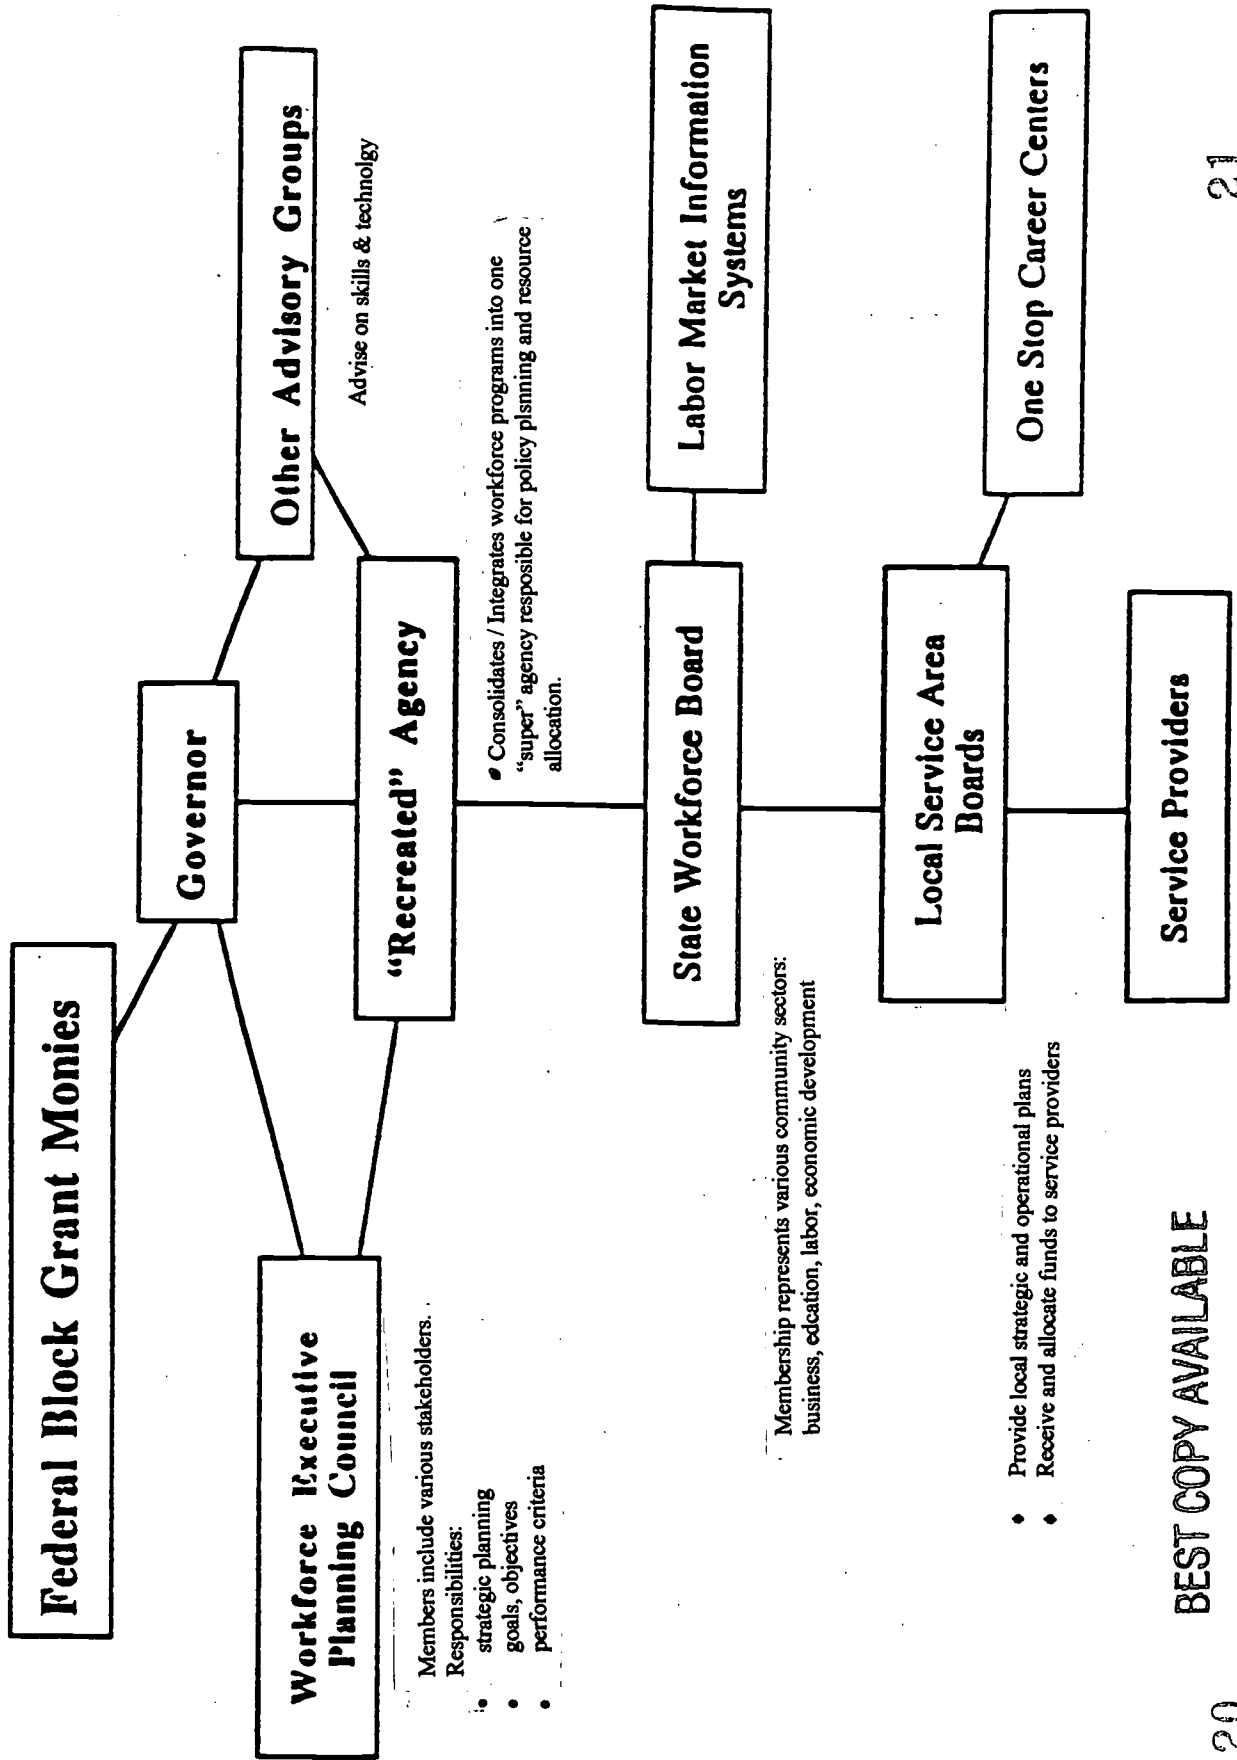 Federal Block Grant Monies
Governor
Other Advisory Groups
Advise on skills & technolgy
Workforce Executive
Planning Council
Members include various stakeholders.
Responsibilities:
• strategic planning
• goals, objectives
• performance criteria
“Recreated” Agency
• Consolidates / Integrates workforce programs into one
“super” agency resposible for policy plsnning and resource
allocation.
State Workforce Board
Labor Market Information
Systems
Membership represents various community sectors:
business, edcation, labor, economic development
Local Service Area
Boards
One Stop Career Centers
♦ Provide local strategic and operational plans
♦ Receive and allocate funds to service providers
Service Providers
BEST COPY AVAILABLE
20
21